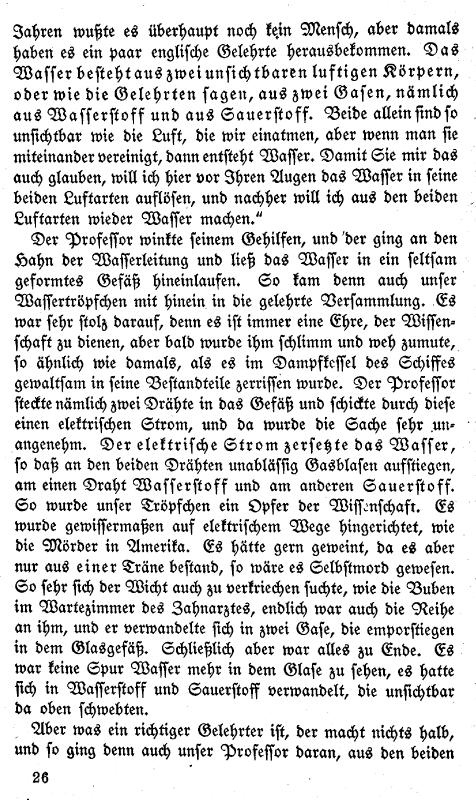 Jahren wußte es überhaupt noch kein Mensch, aber damals
haben es ein paar englische Gelehrte herausbekommen. Das
Wasser besteht aus zwei unsichtbaren luftigen Körpern,
oder wie die Gelehrten sagen, aus zwei Gasen, nämlich
aus Wasserstoff und aus Sauerstoff. Beide allein sind so
unsichtbar wie die Luft, die wir einatmen, aber wenn man sie
miteinander vereinigt, dann entsteht Wasser. Damit Sie mir das
auch glauben, will ich hier vor Ihren Augen das Wasser in seine
beiden Luftarten auflösen, und nachher will ich aus den beiden
Luftarten wieder Wasser machen.“
Der Professor winkte seinem Gehilfen, und der ging an den
Hahn der Wasserleitung und ließ das Wasser in ein seltsam
geformtes Gefäß hineinlaufen. So kam denn auch unser
Wassertröpfchen mit hinein in die gelehrte Versammlung. Es
war sehr stolz darauf, denn es ist immer eine Ehre, der Wissen-
schaft zu dienen, aber bald wurde ihm schlimm und weh zumute,
so ähnlich wie damals, als es im Dampfkessel des Schiffes
gewaltsam in seine Bestandteile zerrissen wurde. Der Professor
steckte nämlich zwei Drähte in das Gefäß und schickte durch diese
einen elektrischen Strom, und da wurde die Sache sehr un-
angenehm. Der elektrische Strom zersetzte das Wasser,
so daß an den beiden Drähten unablässig Gasblasen aufstiegen,
am einen Draht Wasserstoff und am anderen Sauerstoff.
So wurde unser Tröpfchen ein Opfer der Wissenschaft. Es
wurde gewissermaßen auf elektrischem Wege hingerichtet, wie
die Mörder in Amerika. Es hätte gern geweint, da es aber
nur aus einer Träne bestand, so wäre es Selbstmord gewesen.
So sehr sich der Wicht auch zu verkriechen suchte, wie die Buben
im Wartezimmer des Zahnarztes, endlich war auch die Reihe
an ihm, und er verwandelte sich in zwei Gase, die emporstiegen
in dem Glasgefäß. Schließlich aber war alles zu Ende. Es
war keine Spur Wasser mehr in dem Glase zu sehen, es hatte
sich in Wasserstoff und Sauerstoff verwandelt, die unsichtbar
da oben schwebten.
Aber was ein richtiger Gelehrter ist, der macht nichts halb,
und so ging denn auch unser Professor daran, aus den beiden
26